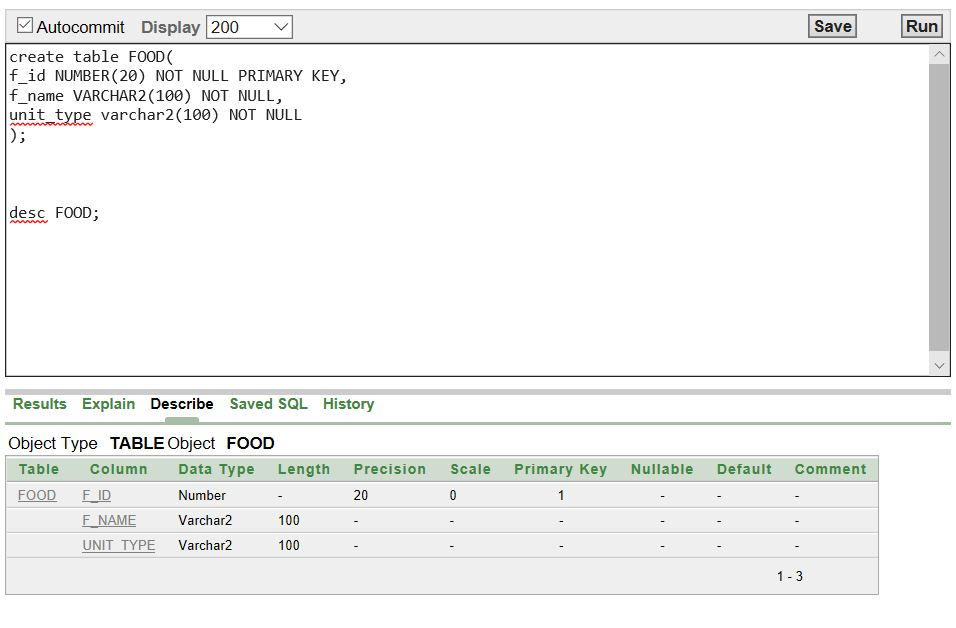 Autocommit Display 200 Save Run
create table FOOD(
f_id NUMBER(20) NOT NULL PRIMARY KEY,
f_name VARCHAR2(100) NOT NULL,
unit_type varchar2(100) NOT NULL
);
desc FOOD;
Results Explain Describe Saved SQL History
Object Type TABLE Object FOOD
Table Column Data Type Length Precision Scale Primary Key Nullable Default Comment
FOOD F_ID Number - 20 0 1 - - -
F_NAME Varchar2 100 - - - - - -
UNIT_TYPE Varchar2 100 - - - - - -
1 - 3